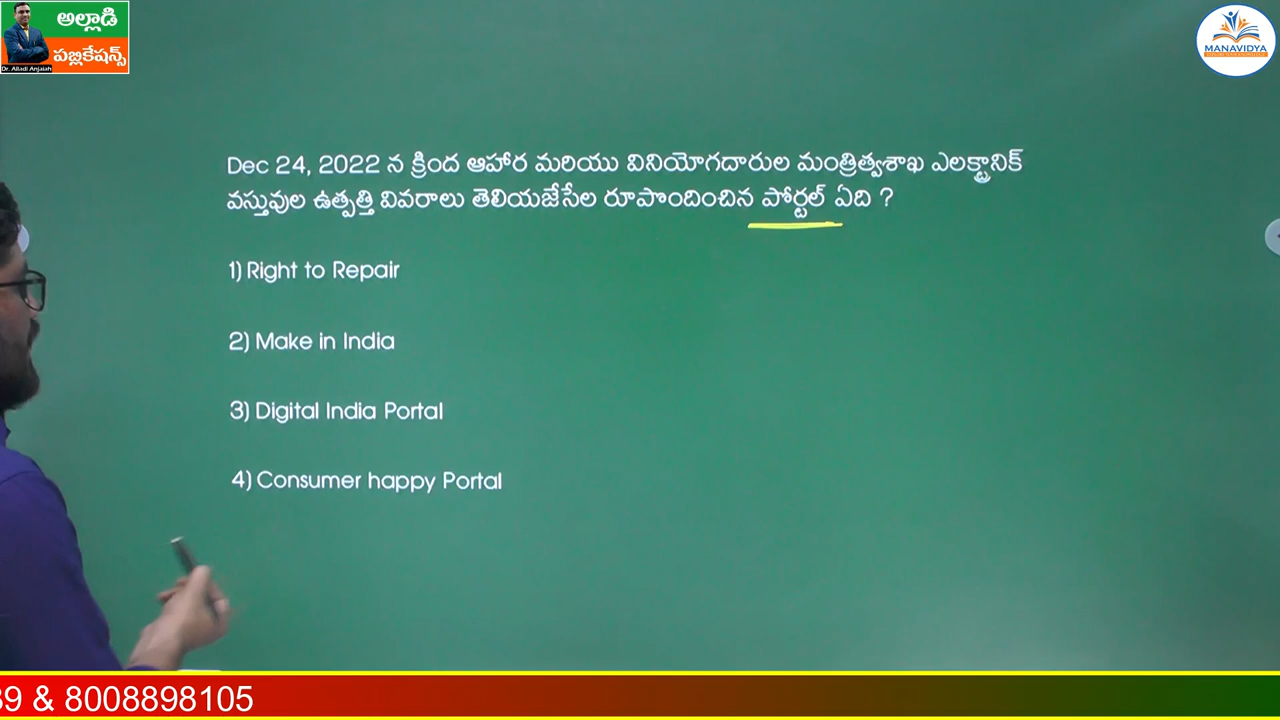 అల్లాడి
పబ్లికేషన్స్
Dr. Alladi Anjaiah
MANAVIDYA
Dec 24, 2022 న క్రింద ఆహార మరియు వినియోగదారుల మంత్రిత్వశాఖ ఎలక్ట్రానిక్
వస్తువుల ఉత్పత్తి వివరాలు తెలియజేసేల రూపొందించిన పోర్టల్ ఏది ?
1) Right to Repair
2) Make in India
3) Digital India Portal
4) Consumer happy Portal
39 & 8008898105